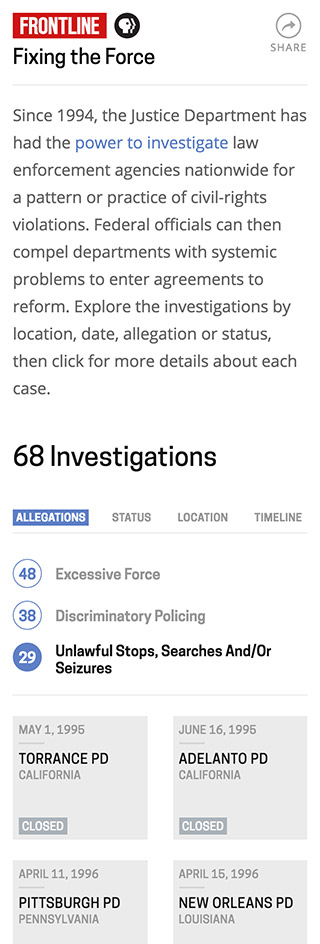 FRONTLINE PBS
SHARE
Fixing the Force
Since 1994, the Justice Department has
had the power to investigate law
enforcement agencies nationwide for
a pattern or practice of civil-rights
violations. Federal officials can then
compel departments with systemic
problems to enter agreements to
reform. Explore the investigations by
location, date, allegation or status,
then click for more details about each
case.
68 Investigations
ALLEGATIONS STATUS LOCATION TIMELINE
48 Excessive Force
38 Discriminatory Policing
29 Unlawful Stops, Searches And/Or
Seizures
MAY 1, 1995
TORRANCE PD
CALIFORNIA
CLOSED
JUNE 16, 1995
ADELANTO PD
CALIFORNIA
CLOSED
APRIL 11, 1996
PITTSBURGH PD
PENNSYLVANIA
APRIL 15, 1996
NEW ORLEANS PD
LOUISIANA